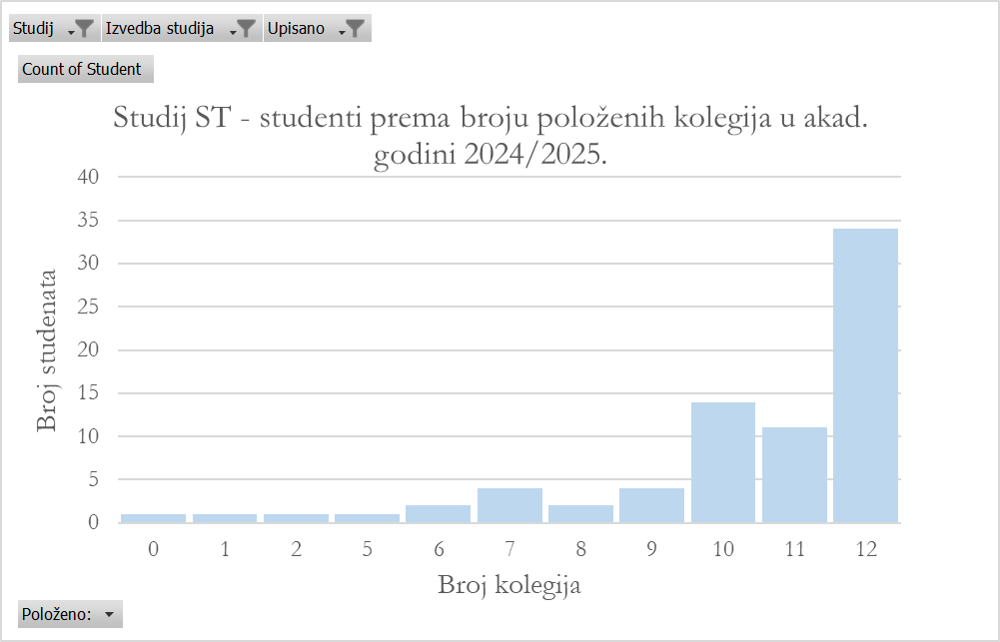 Studij Izvedba studija Upisano
Count of Student
Studij ST - studenti prema broju položenih kolegija u akad.
godini 2024/2025.
40
35
30
25
20
15
10
5
0
Broj studenata
0 1 2 5 6 7 8 9 10 11 12
Broj kolegija
Položeno: